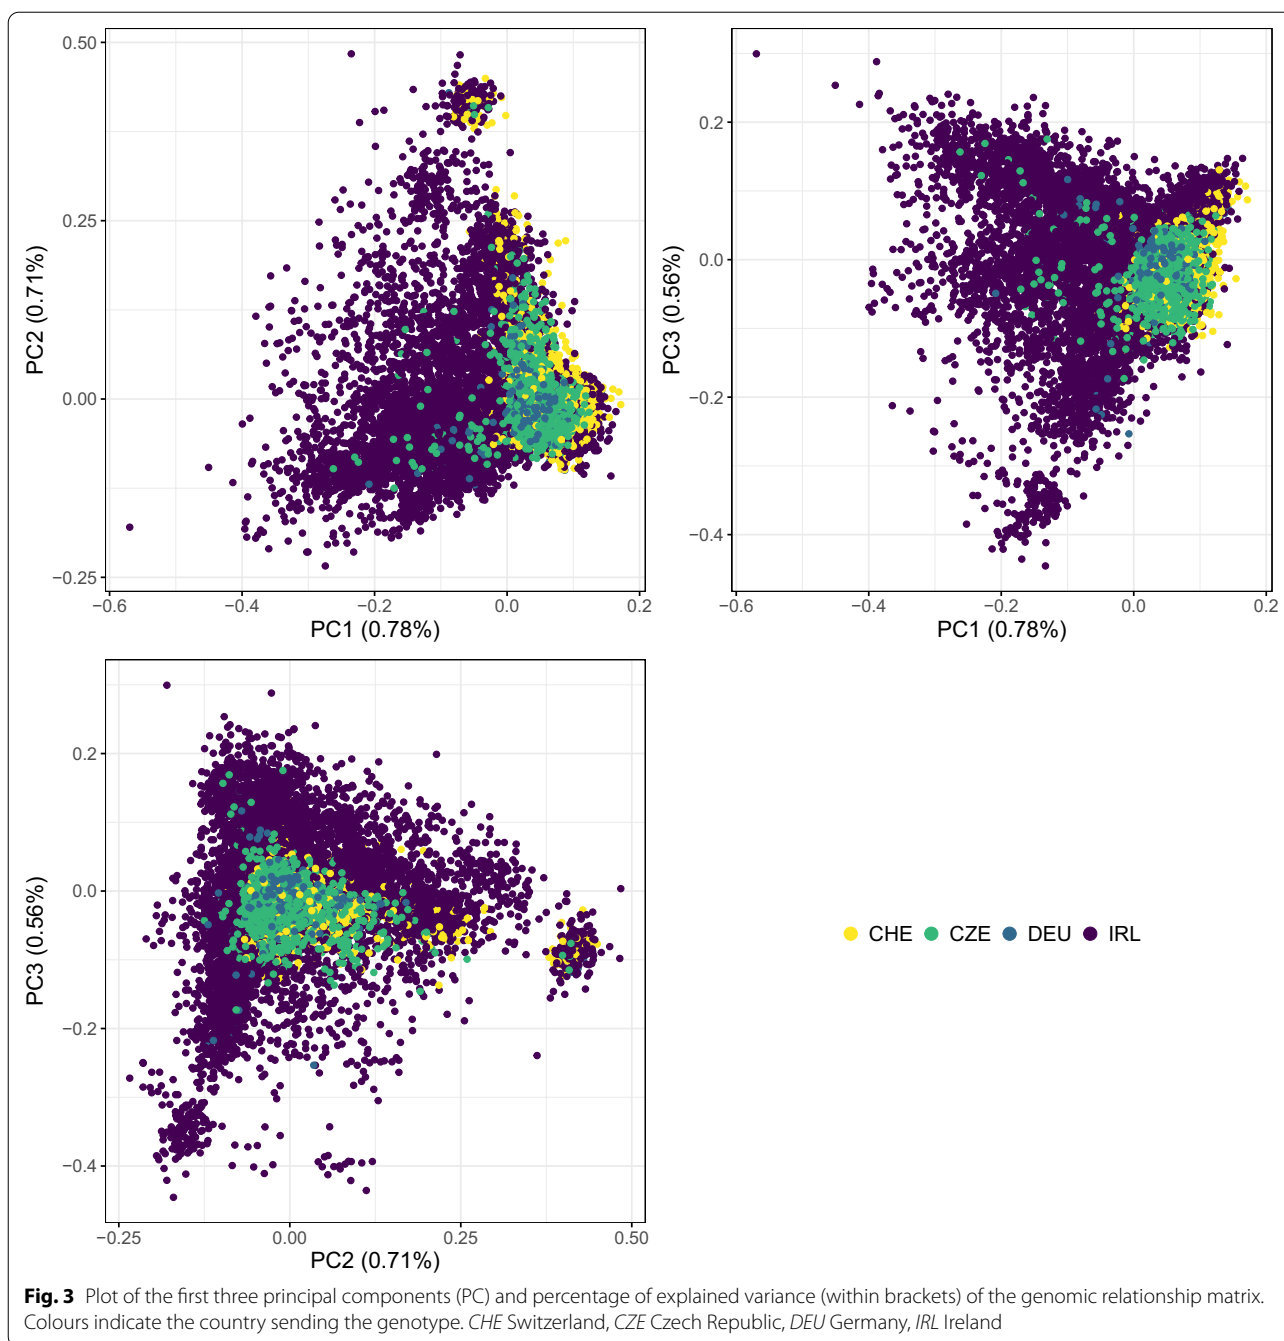 0.50
0.25
0.00
−0.25
PC2 (0.71%)
−0.6
−0.4
−0.2
0.0
0.2
PC1 (0.78%)
0.2
0.0
−0.2
−0.4
PC3 (0.56%)
−0.6
−0.4
−0.2
0.0
0.2
PC1 (0.78%)
0.2
0.0
−0.2
−0.4
PC3 (0.56%)
−0.25
0.00
0.25
0.50
PC2 (0.71%)
CHE CZE DEU IRL
Fig. 3 Plot of the first three principal components (PC) and percentage of explained variance (within brackets) of the genomic relationship matrix.
Colours indicate the country sending the genotype. CHE Switzerland, CZE Czech Republic, DEU Germany, IRL Ireland